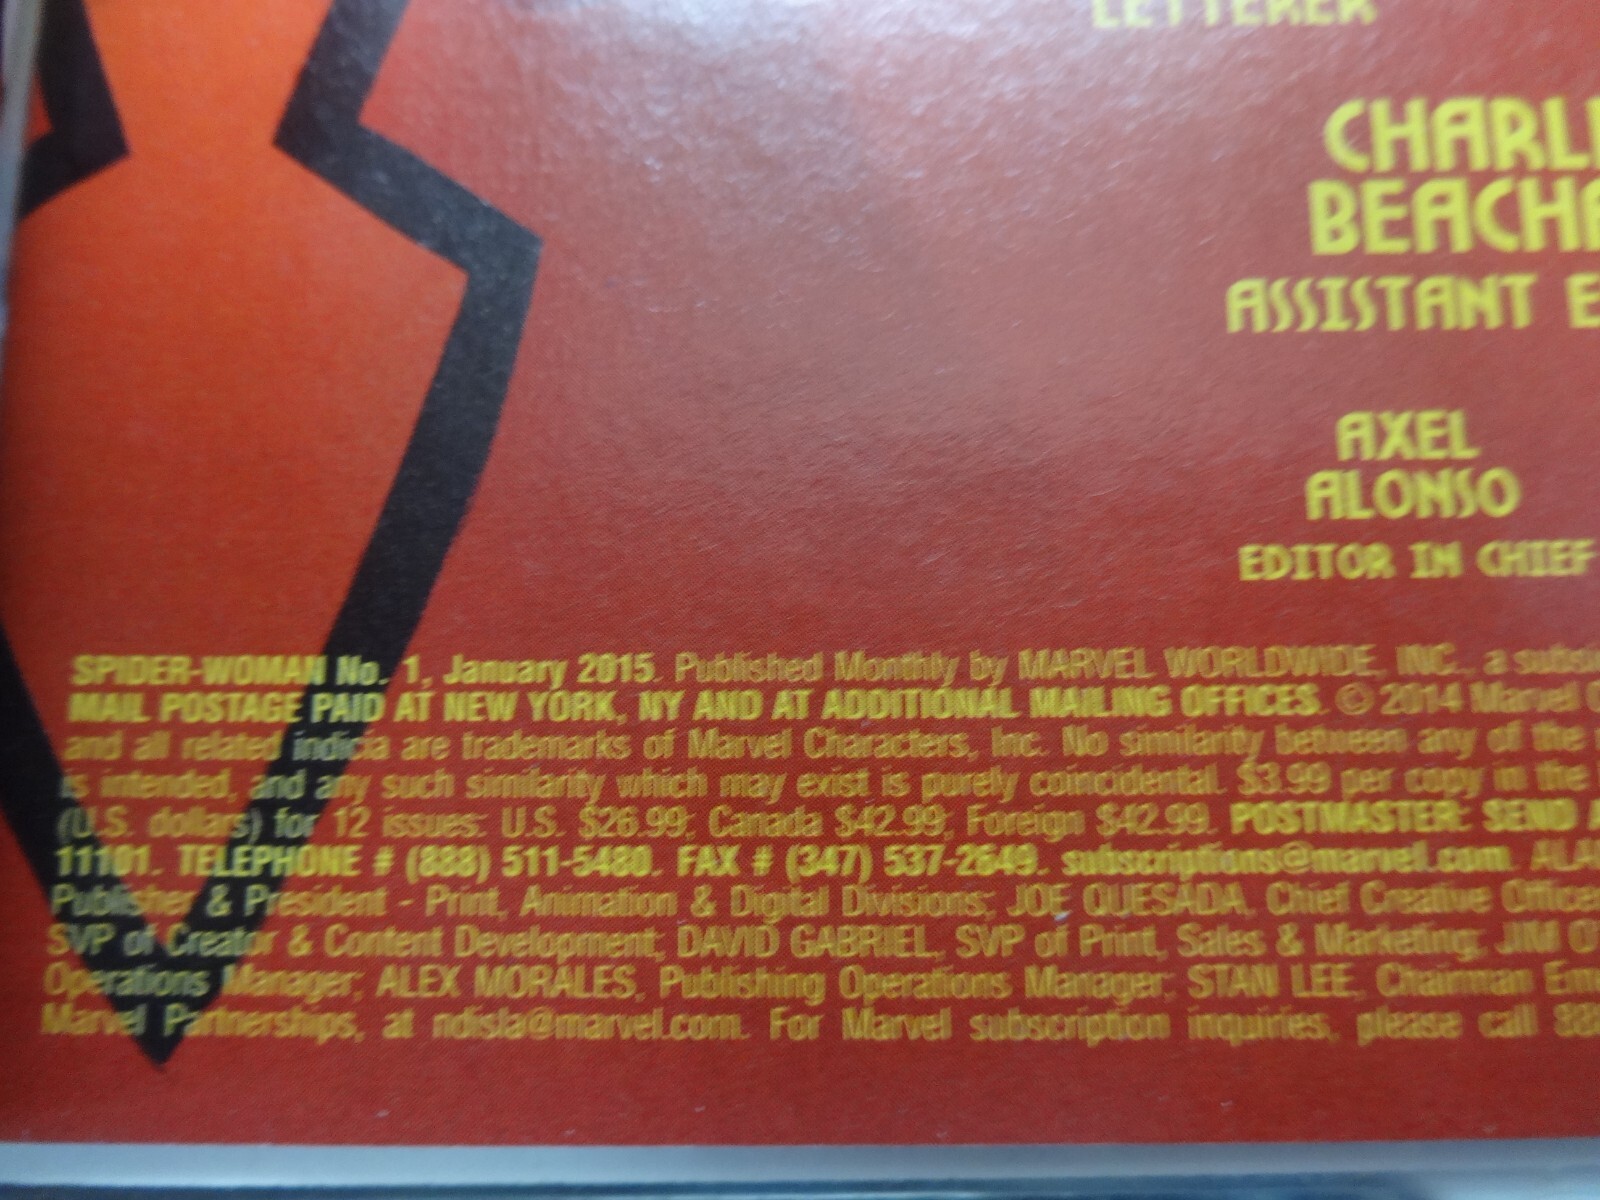 LETTERER
CHARLI
BEACHA
ASSISTANT E
AXEL
ALONSO
EDITOR IN CHIEF
SPIDER-WOMAN No. 1, January 2015. Published Monthly by MARVEL WORLDWIDE, INC., a subsi
MAIL POSTAGE PAID AT NEW YORK, NY AND AT ADDITIONAL MAILING OFFICES. © 2014 Marvel C
and all related indicia are trademarks of Marvel Characters, Inc. No similarity between any of the
is intended, and any such similarity which may exist is purely coincidental. $3.99 per copy in the
(U.S. dollars) for 12 issues: U.S. $26.99; Canada $42.99; Foreign $42.99. POSTMASTER: SEND A
11101. TELEPHONE # (888) 511-5480. FAX # (347) 537-2649. subscriptions@marvel.com. ALA
Publisher & President - Print, Animation & Digital Divisions; JOE QUESADA, Chief Creative Officer
SVP of Creator & Content Development; DAVID GABRIEL, SVP of Print, Sales & Marketing; JIM O'
Operations Manager; ALEX MORALES, Publishing Operations Manager; STAN LEE, Chairman Eme
Marvel Partnerships, at ndisla@marvel.com. For Marvel subscription inquiries, please call 88